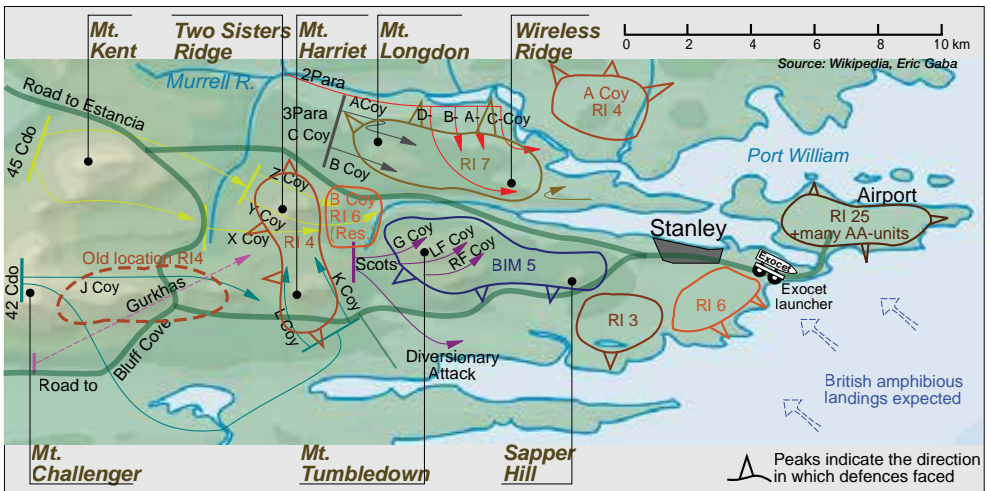 Mt.
Kent
Two Sisters
Ridge
Mt.
Harriet
Mt.
Longdon
Wireless
Ridge
0 2 4 6 8 10 km
Source: Wikipedia, Eric Gaba
Murrell R.
2Para
Road to Estancia
45 Cdo
3Para
C Coy
ACoy
B Coy
D- B- A- C-Coy
RI 7
A Coy
RI 4
Port William
Airport
RI 25
+many AA-units
Z Coy
Y Coy
X Coy
RI 4
B Coy
RI 6
(Res.)
Stanley
Exocet
Exocet
launcher
Scots
G Coy
LF Coy
RF Coy
BIM 5
Old location RI4
42 Cdo
J Coy
Gurkhas
K Coy
L Coy
Bluff Cove
Road to
RI 3
RI 6
Diversionary
Attack
British amphibious
landings expected
Mt.
Challenger
Mt.
Tumbledown
Sapper
Hill
Peaks indicate the direction
in which defences faced